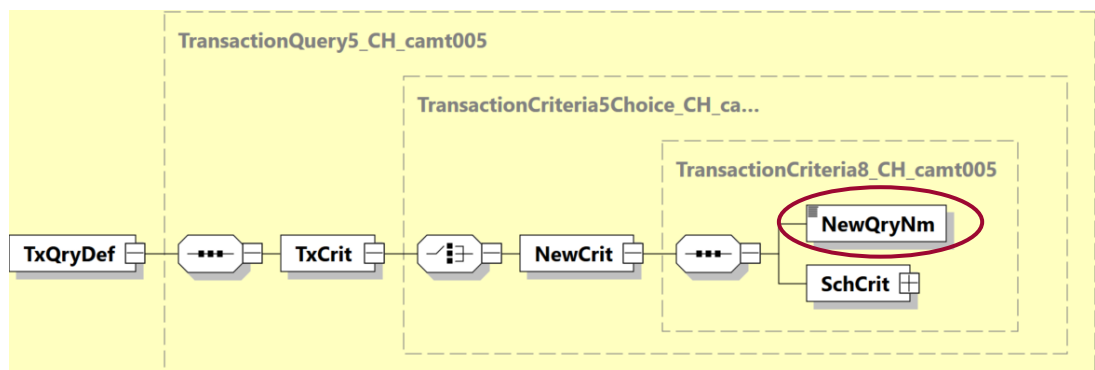 TransactionQuery5_CH_camt005
TransactionCriteria5Choice_CH_ca...
TransactionCriteria8_CH_camt005
NewQryNm
TxQryDef
TxCrit
NewCrit
SchCrit